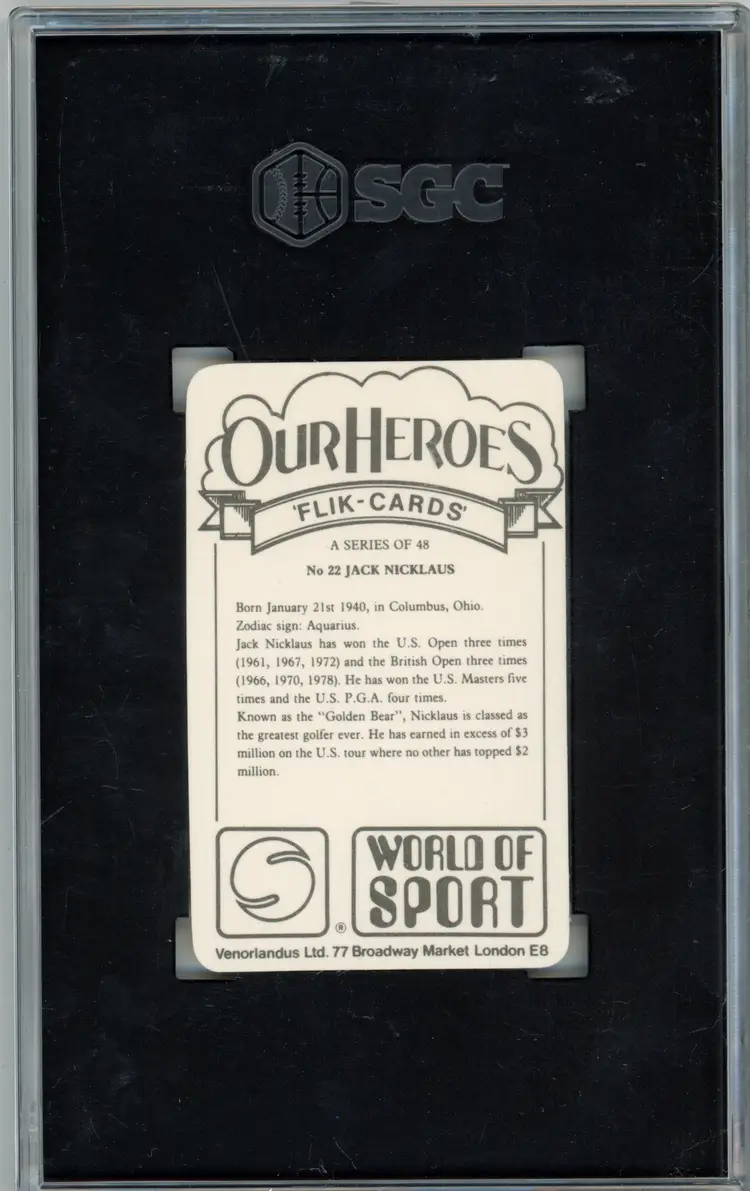 SGC
OUR HEROES
'FLIK-CARDS'
A SERIES OF 48
No 22 JACK NICKLAUS
Born January 21st 1940, in Columbus, Ohio.
Zodiac sign: Aquarius.
Jack Nicklaus has won the U.S. Open three times
(1961, 1967, 1972) and the British Open three times
(1966, 1970, 1978). He has won the U.S. Masters five
times and the U.S. P.G.A. four times.
Known as the "Golden Bear", Nicklaus is classed as
the greatest golfer ever. He has earned in excess of $3
million on the U.S. tour where no other has topped $2
million.
WORLD OF
SPORT
®
Venorlandus Ltd. 77 Broadway Market London E8